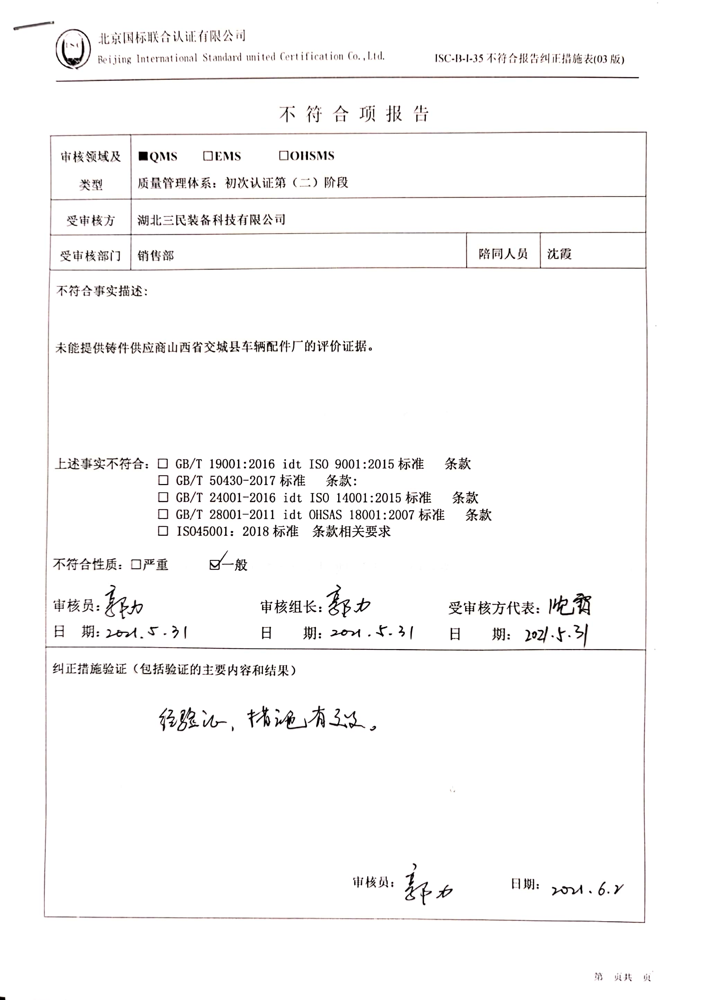 ISC
北京国标联合认证有限公司
Beijing International Standard united Certification Co.,Ltd.
ISC-B-I-35 不符合报告纠正措施表(03 版)
不符合项报告
审核领域及类型
■QMS □EMS □OHSMS
质量管理体系：初次认证第（二）阶段
受审核方 湖北三民装备科技有限公司
受审核部门 销售部 陪同人员 沈霞
不符合事实描述：
未能提供铸件供应商山西省交城县车辆配件厂的评价证据。
上述事实不符合：□ GB/T 19001:2016 idt ISO 9001:2015 标准 条款
□ GB/T 50430-2017 标准 条款：
□ GB/T 24001-2016 idt ISO 14001:2015 标准 条款
□ GB/T 28001-2011 idt OHSAS 18001:2007 标准 条款
□ ISO45001：2018 标准 条款相关要求
不符合性质：□严重 ☑一般
审核员：郭力 审核组长：郭力 受审核方代表：沈霞
日 期：2021.5.31 日 期：2021.5.31 日 期：2021.5.31
纠正措施验证（包括验证的主要内容和结果）
经验证，措施有效。
审核员：郭力 日期：2021.6.2
第 页共 页